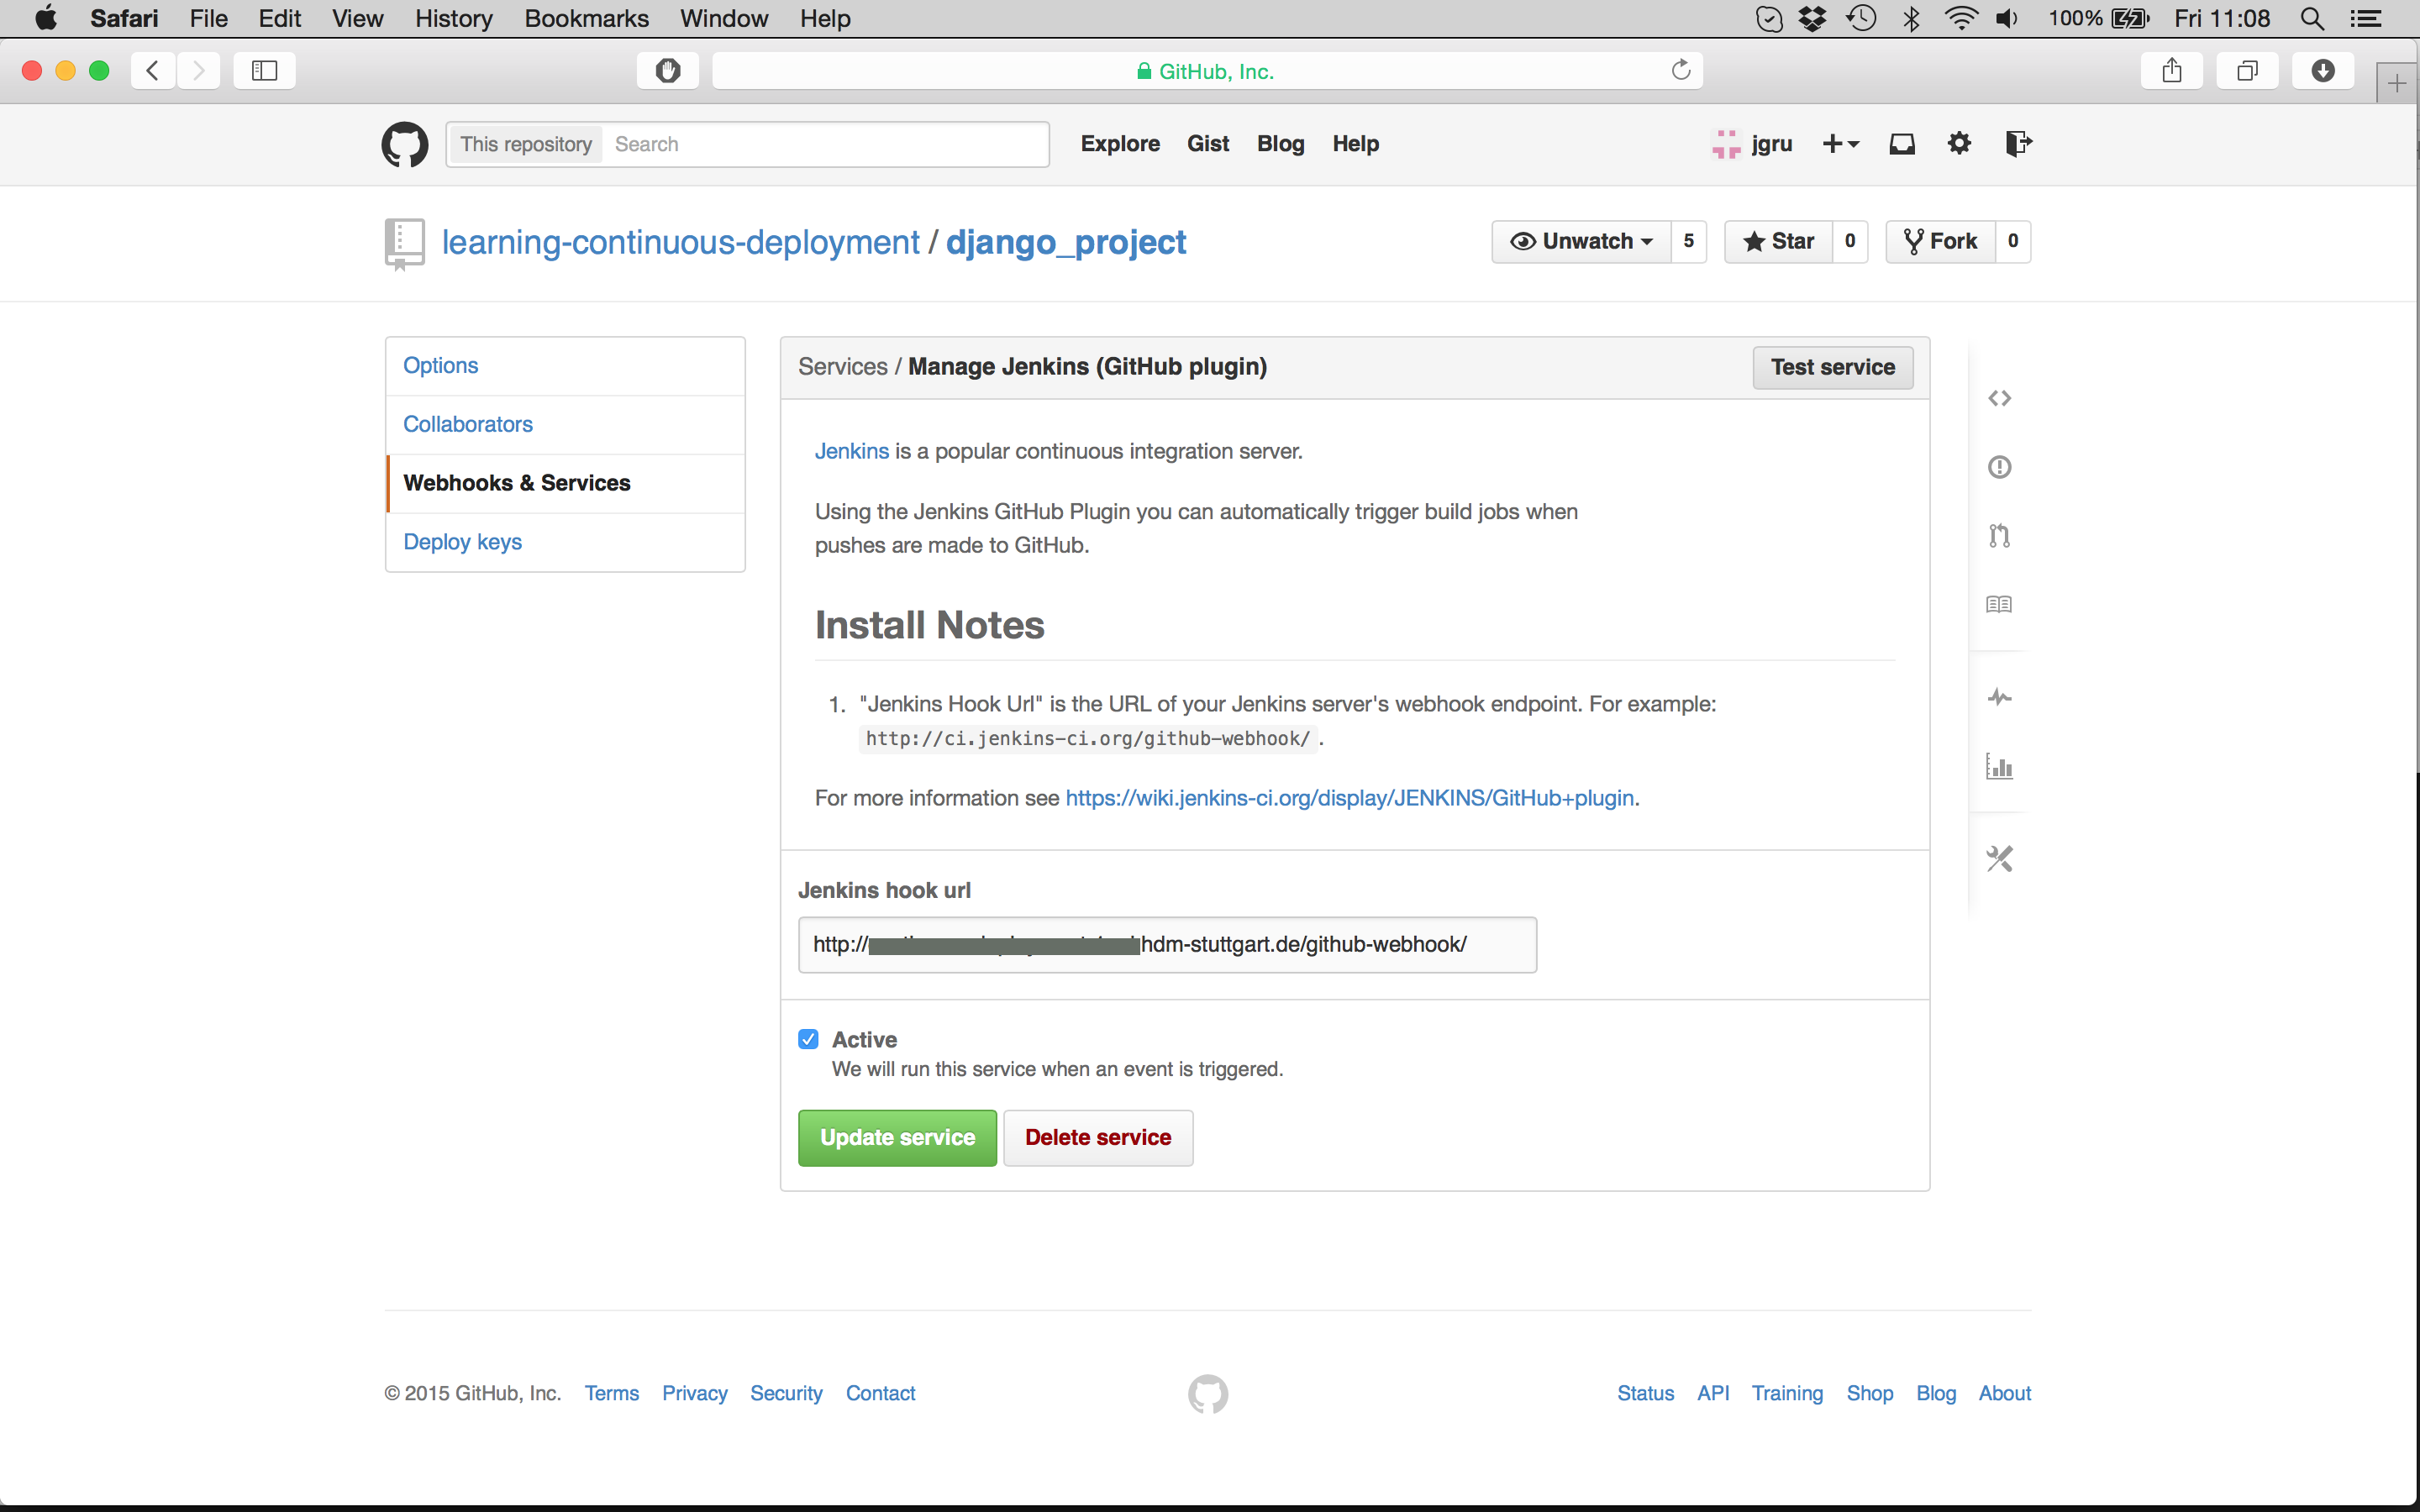 Safari File Edit View History Bookmarks Window Help 100% Fri 11:08
GitHub, Inc.
This repository Search Explore Gist Blog Help jgru
learning-continuous-deployment / django_project Unwatch 5 Star 0 Fork 0
Options
Collaborators
Webhooks & Services
Deploy keys
Services / Manage Jenkins (GitHub plugin) Test service
Jenkins is a popular continuous integration server.
Using the Jenkins GitHub Plugin you can automatically trigger build jobs when
pushes are made to GitHub.
Install Notes
1. "Jenkins Hook Url" is the URL of your Jenkins server's webhook endpoint. For example:
http://ci.jenkins-ci.org/github-webhook/ .
For more information see https://wiki.jenkins-ci.org/display/JENKINS/GitHub+plugin.
Jenkins hook url
http:// hdm-stuttgart.de/github-webhook/
Active
We will run this service when an event is triggered.
Update service Delete service
© 2015 GitHub, Inc. Terms Privacy Security Contact Status API Training Shop Blog About